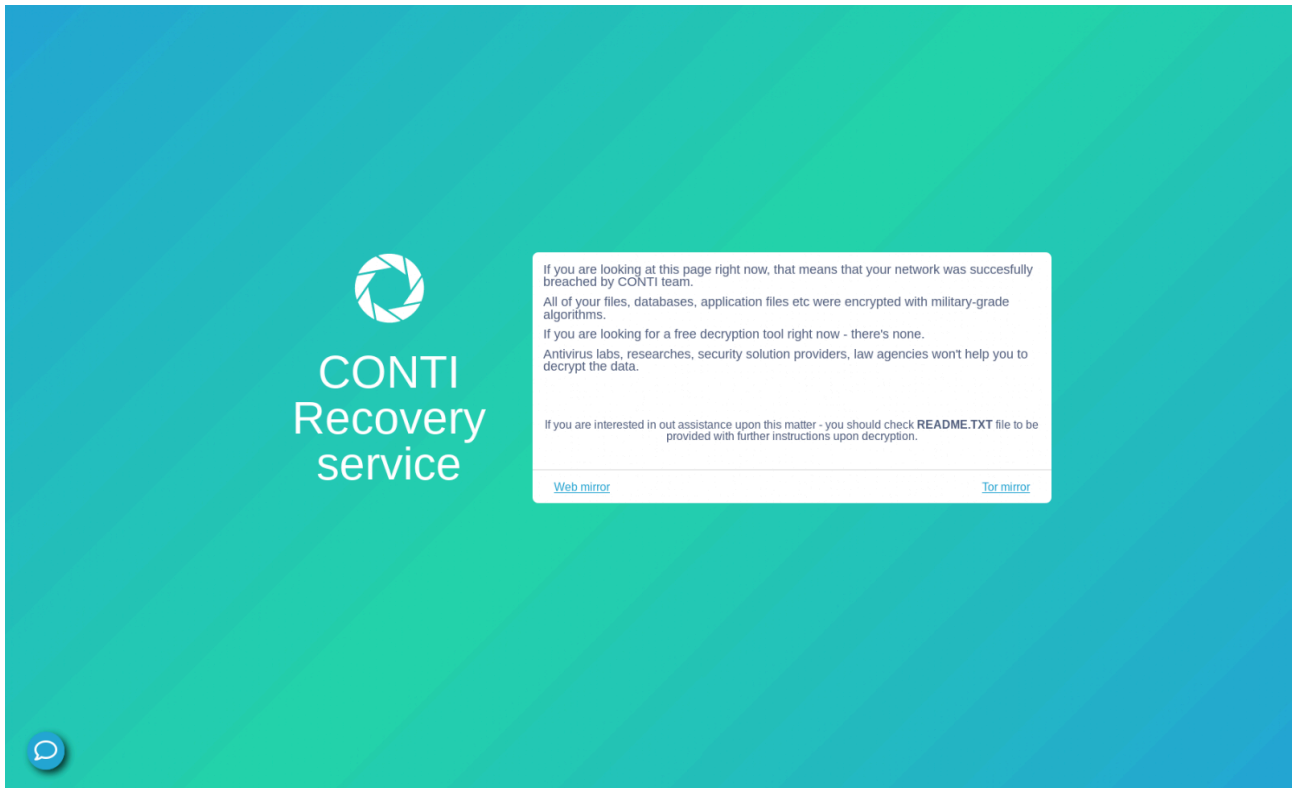 CONTI
Recovery
service
If you are looking at this page right now, that means that your network was succesfully
breached by CONTI team.
All of your files, databases, application files etc were encrypted with military-grade
algorithms.
If you are looking for a free decryption tool right now - there's none.
Antivirus labs, researches, security solution providers, law agencies won't help you to
decrypt the data.
If you are interested in out assistance upon this matter - you should check README.TXT file to be
provided with further instructions upon decryption.
Web mirror
Tor mirror